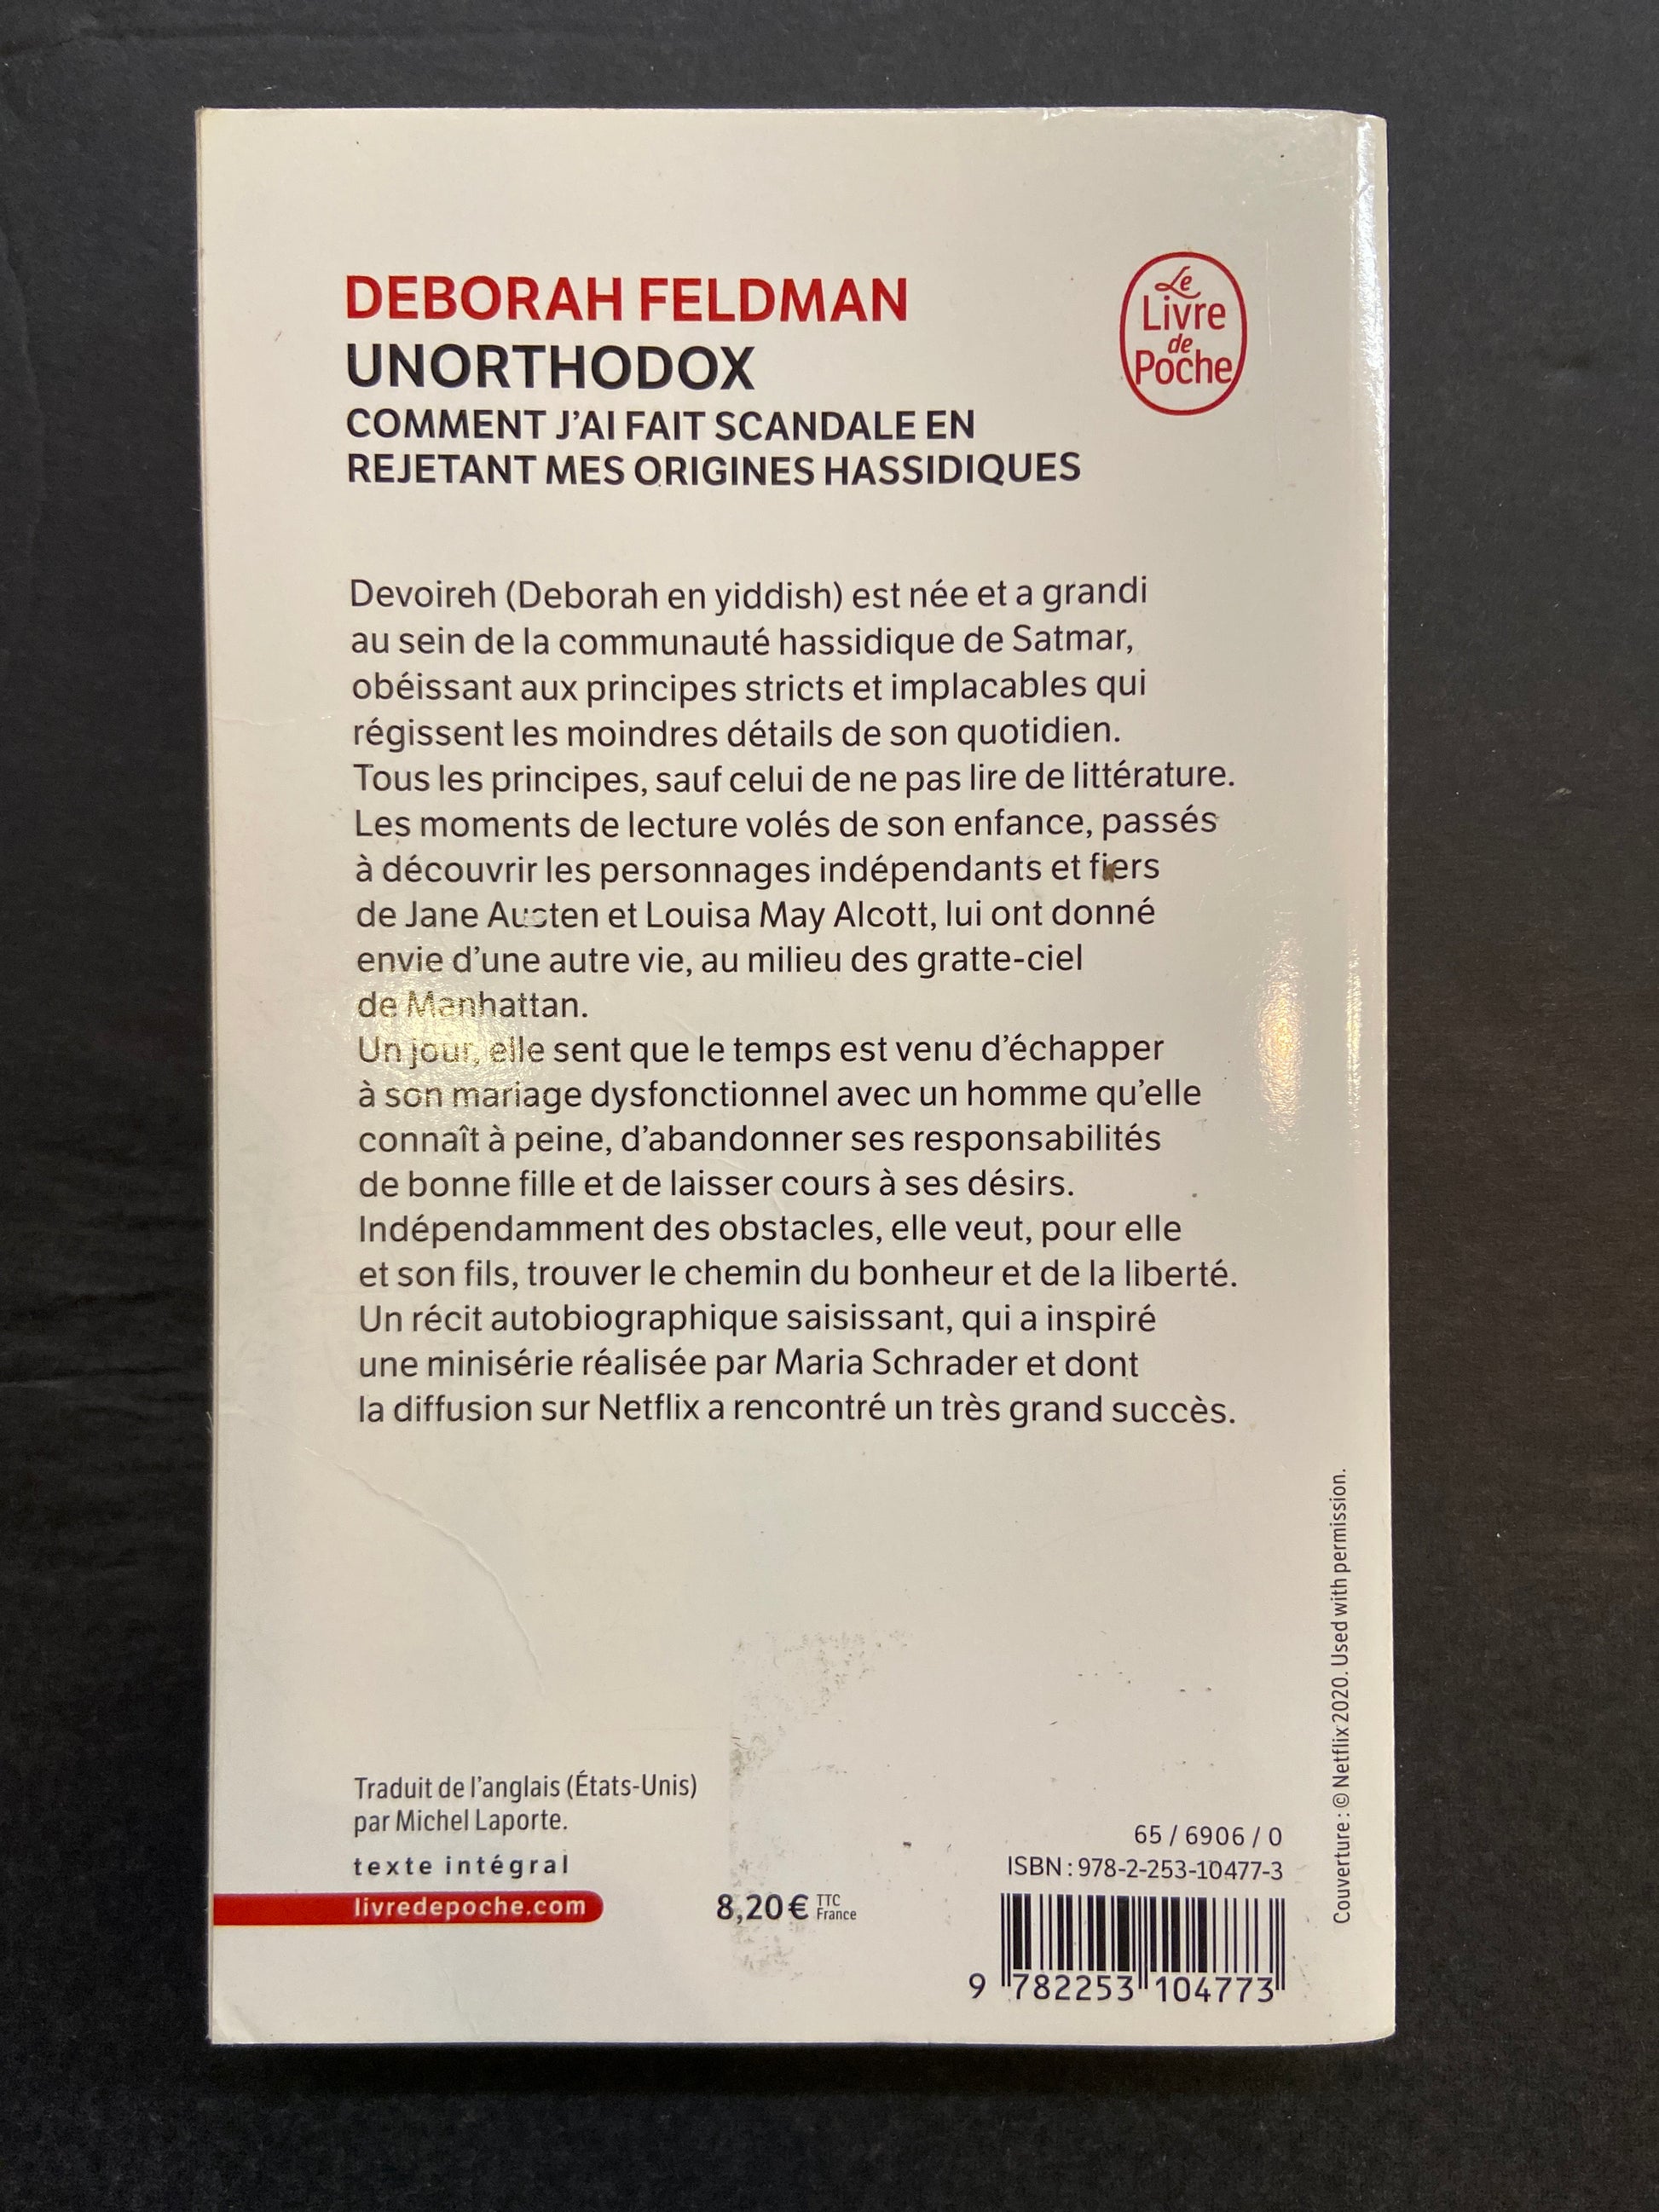 DEBORAH FELDMAN
UNORTHODOX
COMMENT J'AI FAIT SCANDALE EN
REJETANT MES ORIGINES HASSIDIQUES
Le
Livre
de
Poche
Devoireh (Deborah en yiddish) est née et a grandi
au sein de la communauté hassidique de Satmar,
obéissant aux principes stricts et implacables qui
régissent les moindres détails de son quotidien.
Tous les principes, sauf celui de ne pas lire de littérature.
Les moments de lecture volés de son enfance, passés
à découvrir les personnages indépendants et fiers
de Jane Austen et Louisa May Alcott, lui ont donné
envie d'une autre vie, au milieu des gratte-ciel
de Manhattan.
Un jour, elle sent que le temps est venu d'échapper
à son mariage dysfonctionnel avec un homme qu'elle
connaît à peine, d'abandonner ses responsabilités
de bonne fille et de laisser cours à ses désirs.
Indépendamment des obstacles, elle veut, pour elle
et son fils, trouver le chemin du bonheur et de la liberté.
Un récit autobiographique saisissant, qui a inspiré
une minisérie réalisée par Maria Schrader et dont
la diffusion sur Netflix a rencontré un très grand succès.
Traduit de l'anglais (États-Unis)
par Michel Laporte.
texte intégral
livredepoche.com
8,20 € TTC
France
65 / 6906 / 0
ISBN : 978-2-253-10477-3
9 782253 104773
Couverture : © Netflix 2020. Used with permission.